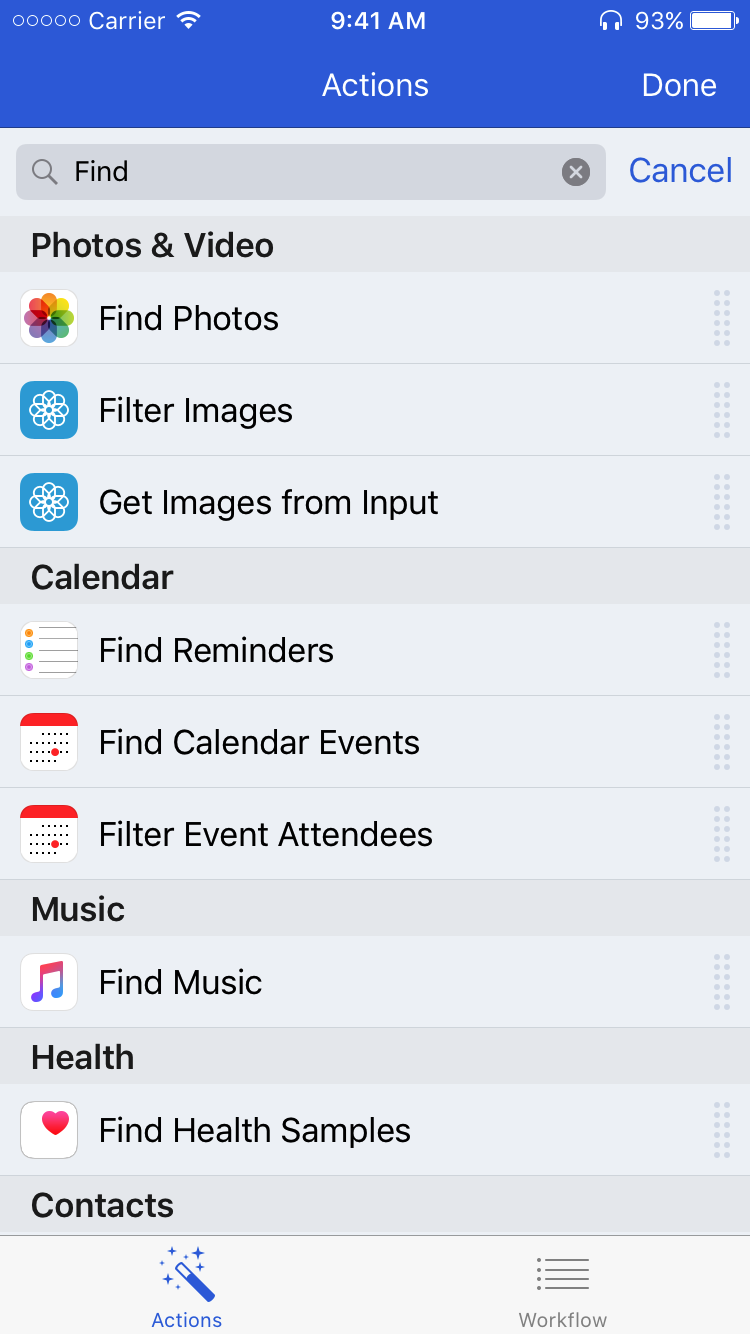 Carrier 9:41 AM 93%
Actions Done
Find Cancel
Photos & Video
Find Photos
Filter Images
Get Images from Input
Calendar
Find Reminders
Find Calendar Events
Filter Event Attendees
Music
Find Music
Health
Find Health Samples
Contacts
Actions Workflow